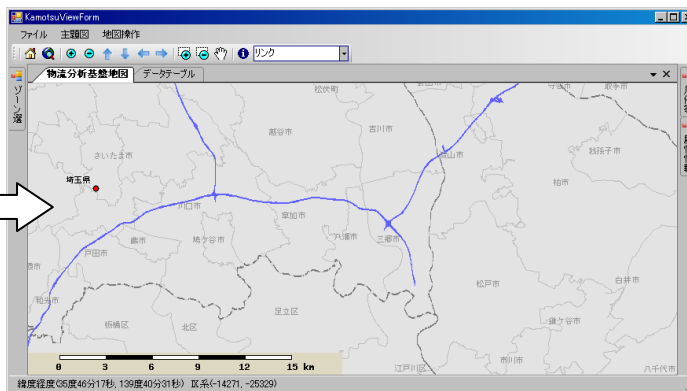 KamotsuViewForm
ファイル 主題図 地図操作
リンク
物流分析基盤地図 データテーブル
ゾーン選
松伏町
守谷市 取手市
越谷市 吉川市
さいたま市
流山市 我孫子市
埼玉県
柏市
川口市
草加市
蕨市 鳩ケ谷市 八潮市 三郷市
戸田市
松戸市 白井市
和光市
足立区
板橋区 北区
鎌ケ谷市
市川市
江戸川区 八千代市
0 3 6 9 12 15 km
緯度経度(35度46分17秒, 139度40分31秒) IX系(-14271, -25329)